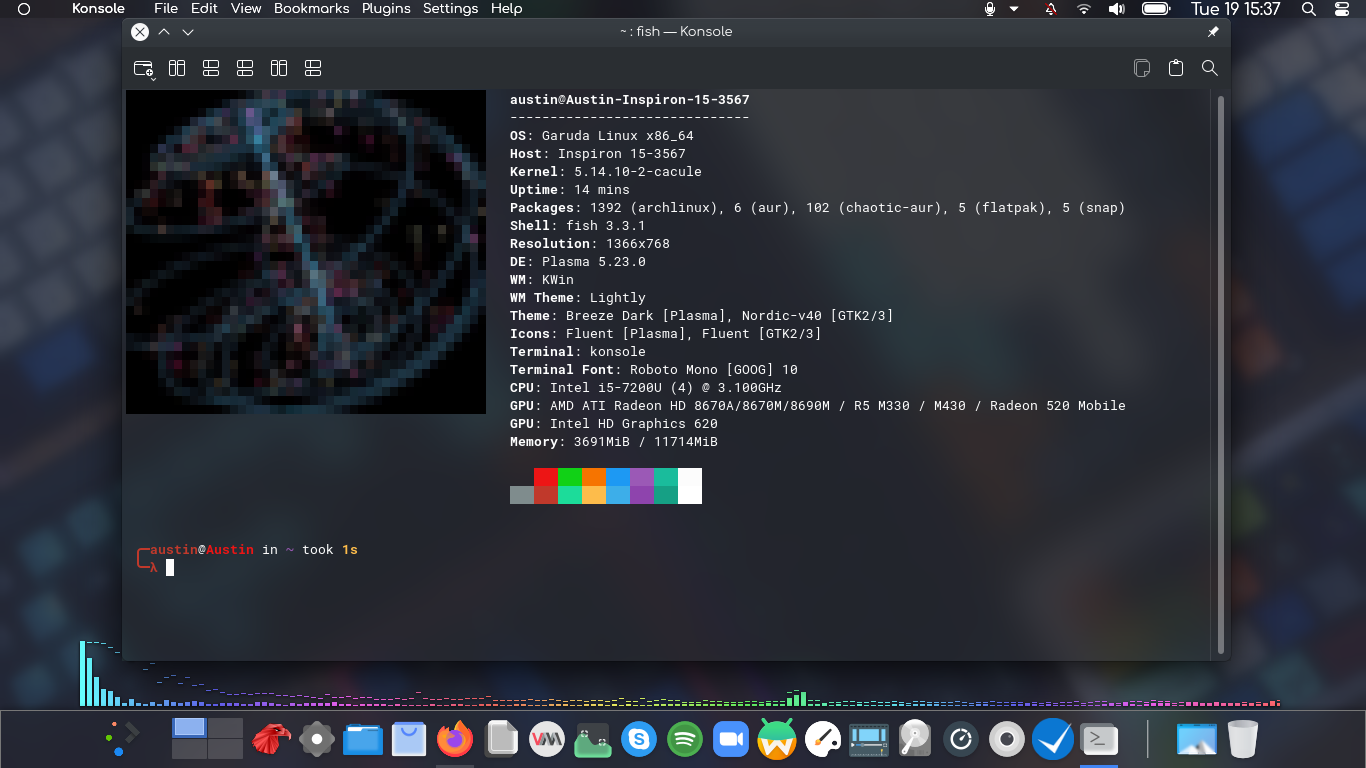 Konsole File Edit View Bookmarks Plugins Settings Help Tue 19 15:37
~ : fish — Konsole
austin@Austin-Inspiron-15-3567
------------------------------
OS: Garuda Linux x86_64
Host: Inspiron 15-3567
Kernel: 5.14.10-2-cacule
Uptime: 14 mins
Packages: 1392 (archlinux), 6 (aur), 102 (chaotic-aur), 5 (flatpak), 5 (snap)
Shell: fish 3.3.1
Resolution: 1366x768
DE: Plasma 5.23.0
WM: KWin
WM Theme: Lightly
Theme: Breeze Dark [Plasma], Nordic-v40 [GTK2/3]
Icons: Fluent [Plasma], Fluent [GTK2/3]
Terminal: konsole
Terminal Font: Roboto Mono [GOOG] 10
CPU: Intel i5-7200U (4) @ 3.100GHz
GPU: AMD ATI Radeon HD 8670A/8670M/8690M / R5 M330 / M430 / Radeon 520 Mobile
GPU: Intel HD Graphics 620
Memory: 3691MiB / 11714MiB
austin@Austin in ~ took 1s
λ